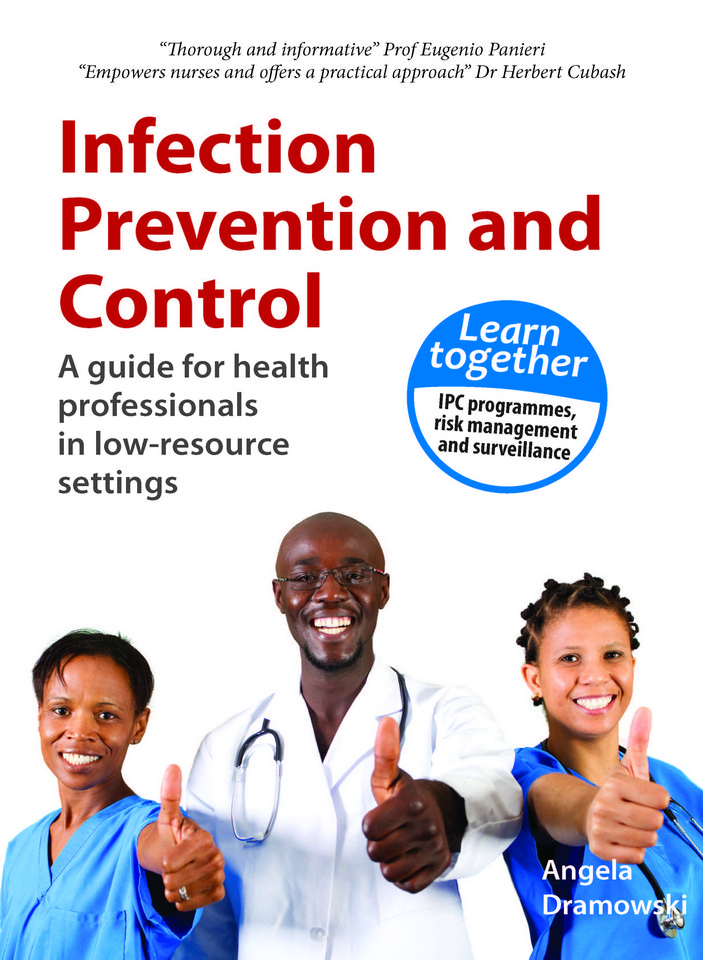 “Thorough and informative” Prof Eugenio Panieri
“Empowers nurses and offers a practical approach” Dr Herbert Cubash
Infection
Prevention and
Control
A guide for health
professionals
in low-resource
settings
Learn
together
IPC programmes,
risk management
and surveillance
Angela
Dramowski